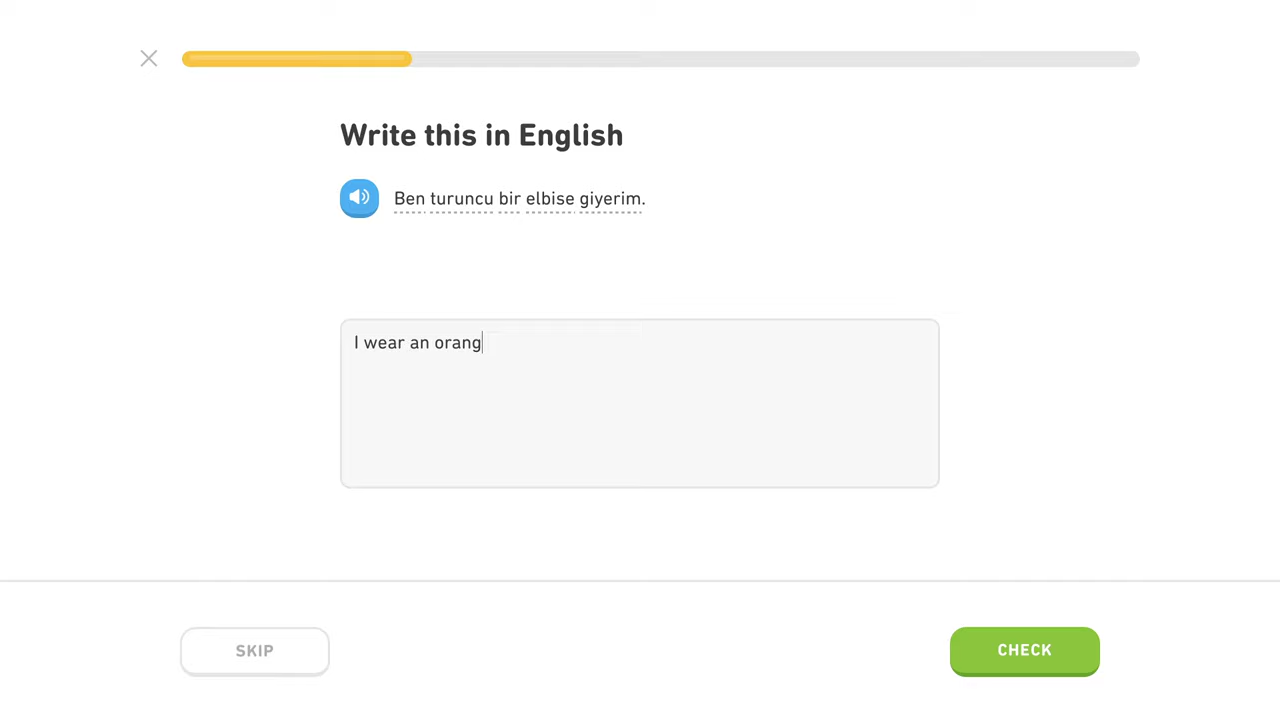 Write this in English
Ben turuncu bir elbise giyerim.
I wear an orang
SKIP
CHECK